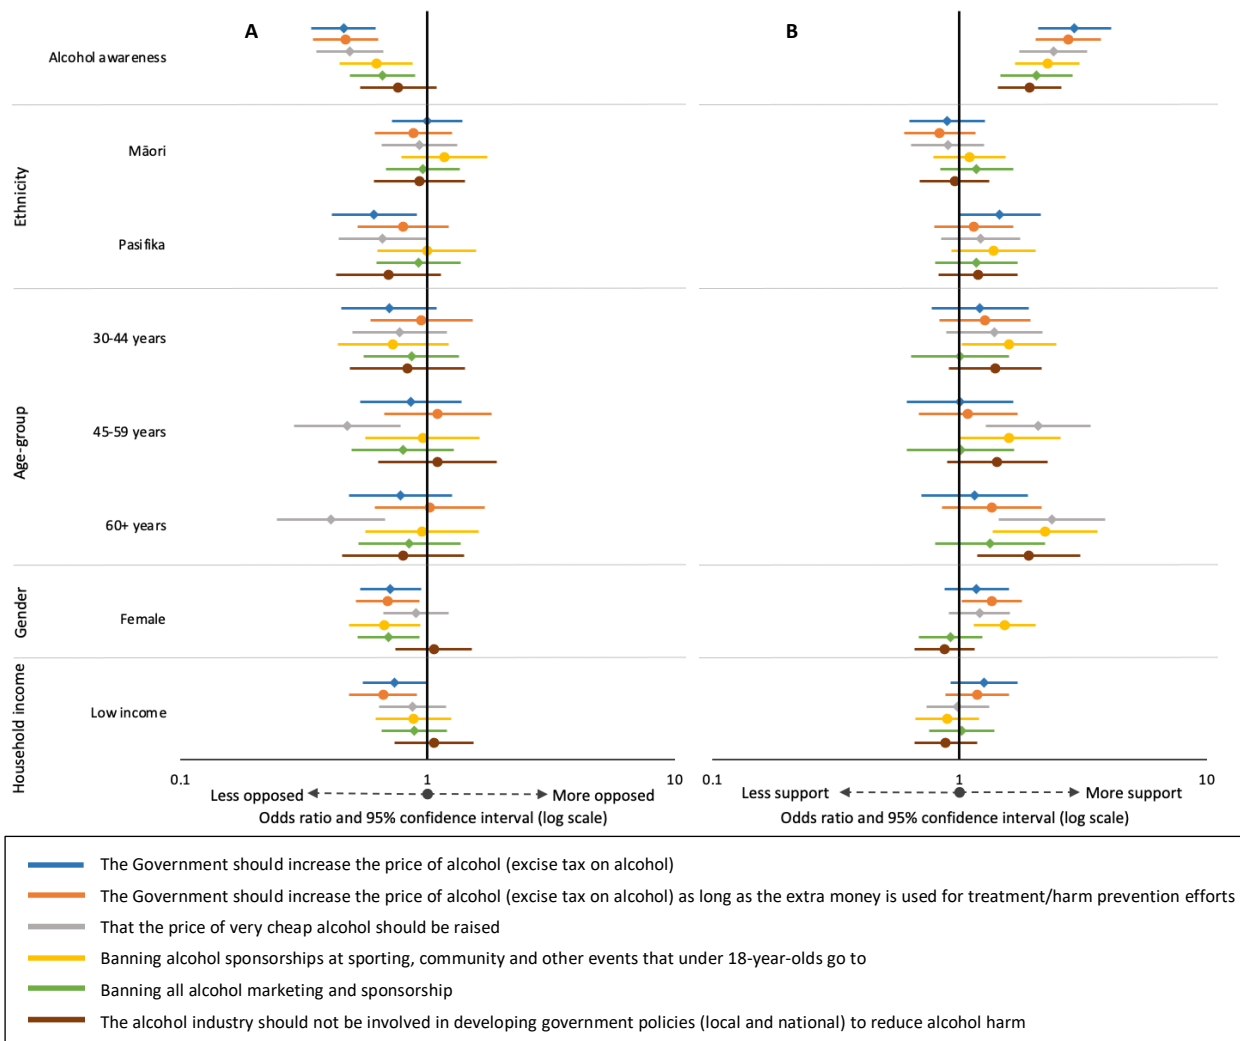 A
B
Alcohol awareness
Ethnicity
Māori
Pasifika
Age-group
30-44 years
45-59 years
60+ years
Gender
Female
Household income
Low income
0.1 1 10
0.1 1 10
Less opposed More opposed
Less support More support
Odds ratio and 95% confidence interval (log scale)
Odds ratio and 95% confidence interval (log scale)
The Government should increase the price of alcohol (excise tax on alcohol)
The Government should increase the price of alcohol (excise tax on alcohol) as long as the extra money is used for treatment/harm prevention efforts
That the price of very cheap alcohol should be raised
Banning alcohol sponsorships at sporting, community and other events that under 18-year-olds go to
Banning all alcohol marketing and sponsorship
The alcohol industry should not be involved in developing government policies (local and national) to reduce alcohol harm